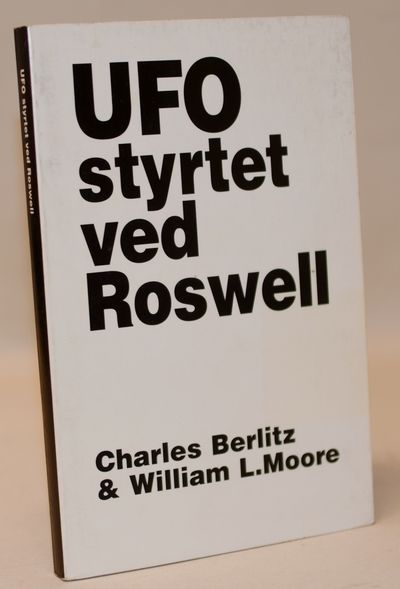 UFO styrtet ved Roswell
UFO
styrtet
ved
Roswell
Charles Berlitz
& William L.Moore